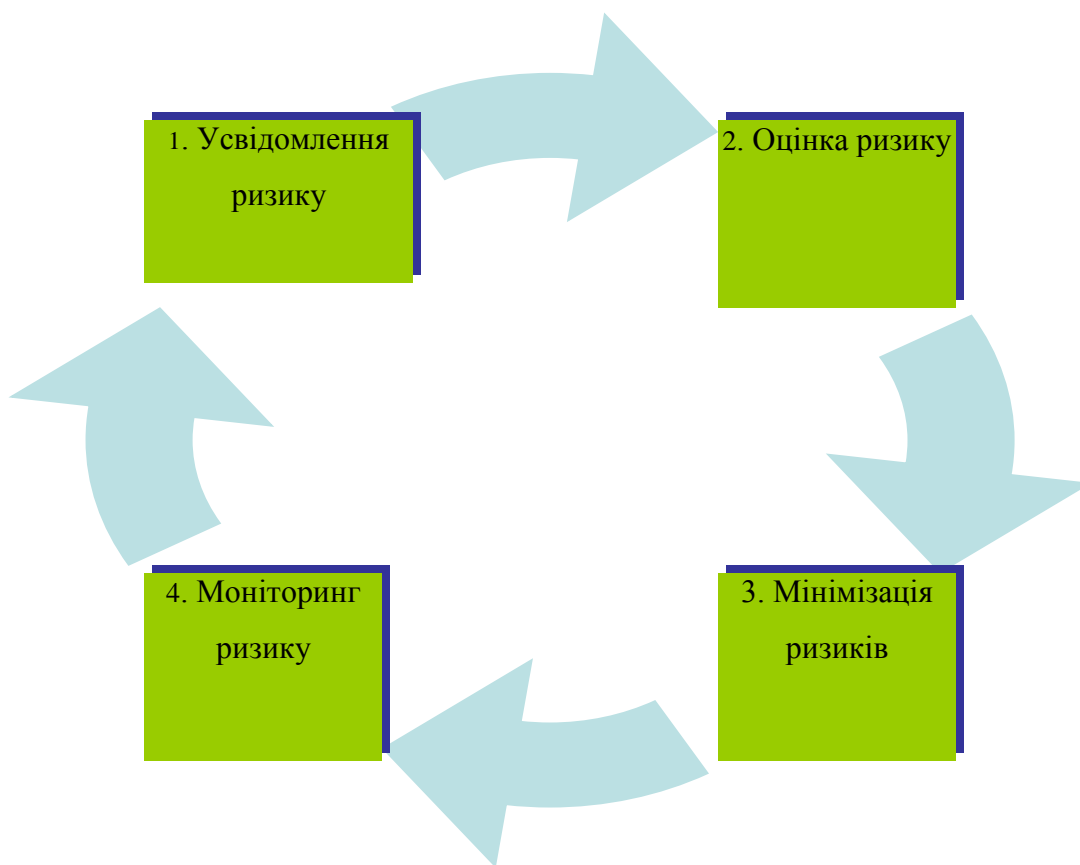 1. Усвідомлення
ризику
2. Оцінка ризику
3. Мінімізація
ризиків
4. Моніторинг
ризику